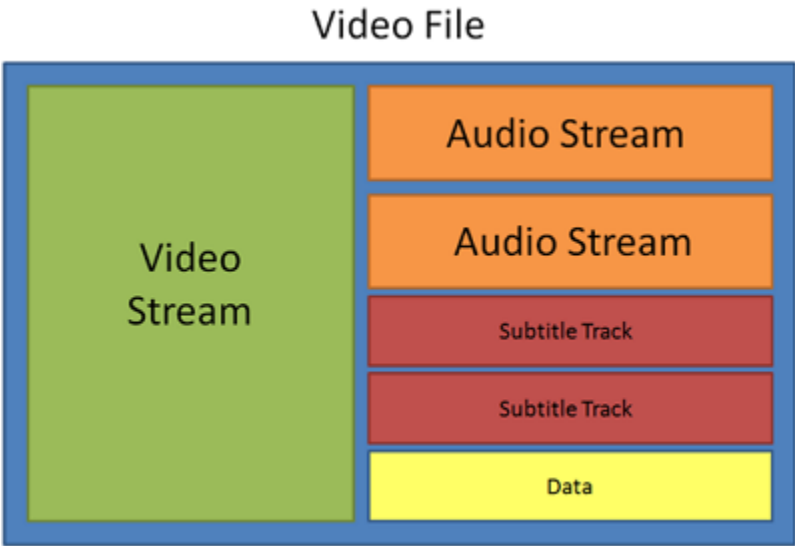 Video File
Video
Stream
Audio Stream
Audio Stream
Subtitle Track
Subtitle Track
Data